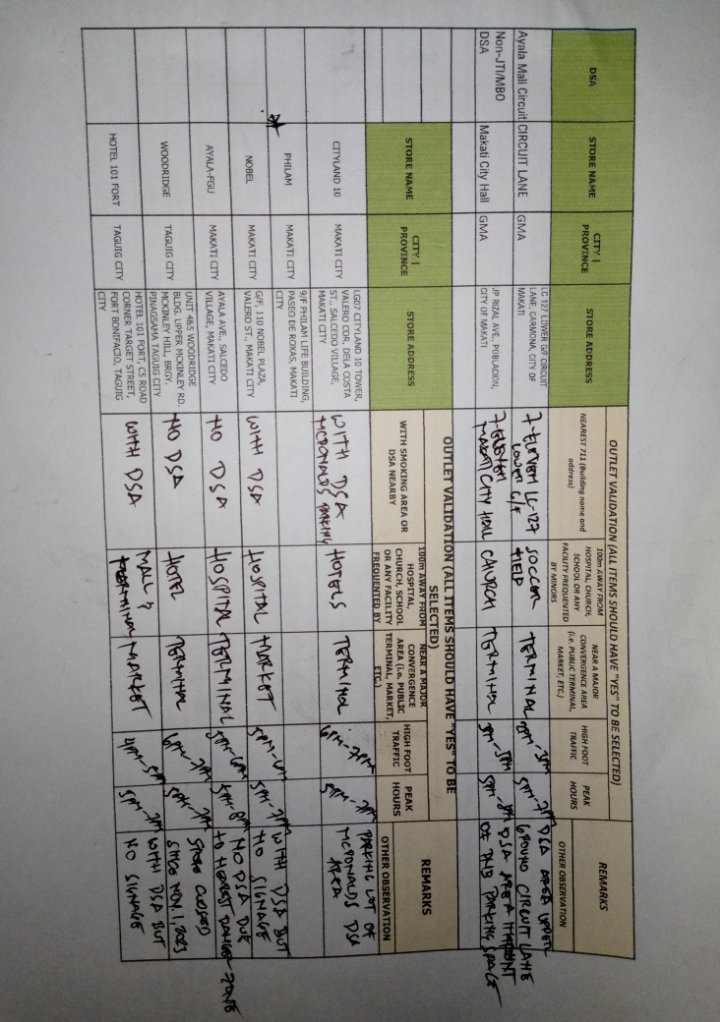 OUTLET VALIDATION (ALL ITEMS SHOULD HAVE "YES" TO BE SELECTED)
REMARKS
DSA
STORE NAME
CITY |
PROVINCE
STORE ADDRESS
NEAREST 711 (Building name and
address)
100m AWAY FROM
HOSPITAL, CHURCH,
SCHOOL OR ANY
FACILITY FREQUENTED
BY MINORS
NEAR A MAJOR
CONVERGENCE AREA
(i.e. PUBLIC TERMINAL,
MARKET, ETC.)
HIGH FOOT
TRAFFIC
PEAK
HOURS
OTHER OBSERVATION
Ayala Mall Circuit
CIRCUIT LANE
GMA
LC 127 LOWER G/F CIRCUIT
LANE, CARMONA, CITY OF
MAKATI
7-ELEVEN LC-127
LOWER G/F
SOCCER
FIELD
TERMINAL
2PM-3PM
5PM-7PM
DSA AREA UPPER
GROUND CIRCUIT LANE
Non-JTI/MBO
DSA
Makati City Hall
GMA
JP RIZAL AVE., POBLACION,
CITY OF MAKATI
7-ELEVEN
MAKATI CITY HALL
CHURCH
TERMINAL
5PM-8PM
DSA AREA INFRONT
OF PNB PARKING SPACE
OUTLET VALIDATION (ALL ITEMS SHOULD HAVE "YES" TO BE
SELECTED)
REMARKS
STORE NAME
CITY |
PROVINCE
STORE ADDRESS
WITH SMOKING AREA OR
DSA NEARBY
100m AWAY FROM
HOSPITAL,
CHURCH, SCHOOL
OR ANY FACILITY
FREQUENTED BY
NEAR A MAJOR
CONVERGENCE
AREA (i.e. PUBLIC
TERMINAL, MARKET,
ETC.)
HIGH FOOT
TRAFFIC
PEAK
HOURS
OTHER OBSERVATION
CITYLAND 10
MAKATI CITY
LG07 CITYLAND 10 TOWER,
VALERO COR, DELA COSTA
ST., SALCEDO VILLAGE,
MAKATI CITY
WITH DSA
MCDONALDS PARKING
HOTELS
TERMINAL
6PM-7PM
5PM-7PM
PARKING LOT OF
MCDONALDS DSA
AREA
PHILAM
MAKATI CITY
9/F PHILAM LIFE BUILDING,
PASEO DE ROXAS, MAKATI
CITY
NOBEL
MAKATI CITY
G/F, 110 NOBEL PLAZA,
VALERO ST., MAKATI CITY
WITH DSA
HOSPITAL
MARKET
5PM-6PM
5PM-7PM
WITH DSA BUT
NO SIGNAGE
AYALA-FGU
MAKATI CITY
AYALA AVE., SALCEDO
VILLAGE, MAKATI CITY
NO DSA
HOSPITAL
TERMINAL
5PM-6PM
5PM-8PM
NO DSA DUE
TO NEAREST DANGER ZONE
WOODRIDGE
TAGUIG CITY
UNIT 4&5 WOODRIDGE
BLDG. UPPER MCKINLEY RD.
MCKINLEY HILL, BRGY.
PINAGSAMA TAGUIG CITY
NO DSA
HOTEL
TERMINAL
6PM-7PM
5PM-7PM
STORE CLOSED
SINCE NOV. 1, 2023
HOTEL 101 FORT
TAGUIG CITY
HOTEL 101 FORT, C5 ROAD
CORNER TARGET STREET,
FORT BONIFACIO, TAGUIG
CITY
WITH DSA
MALL &
TERMINAL
MARKET
4PM-5PM
5PM-7PM
WITH DSA BUT
NO SIGNAGE